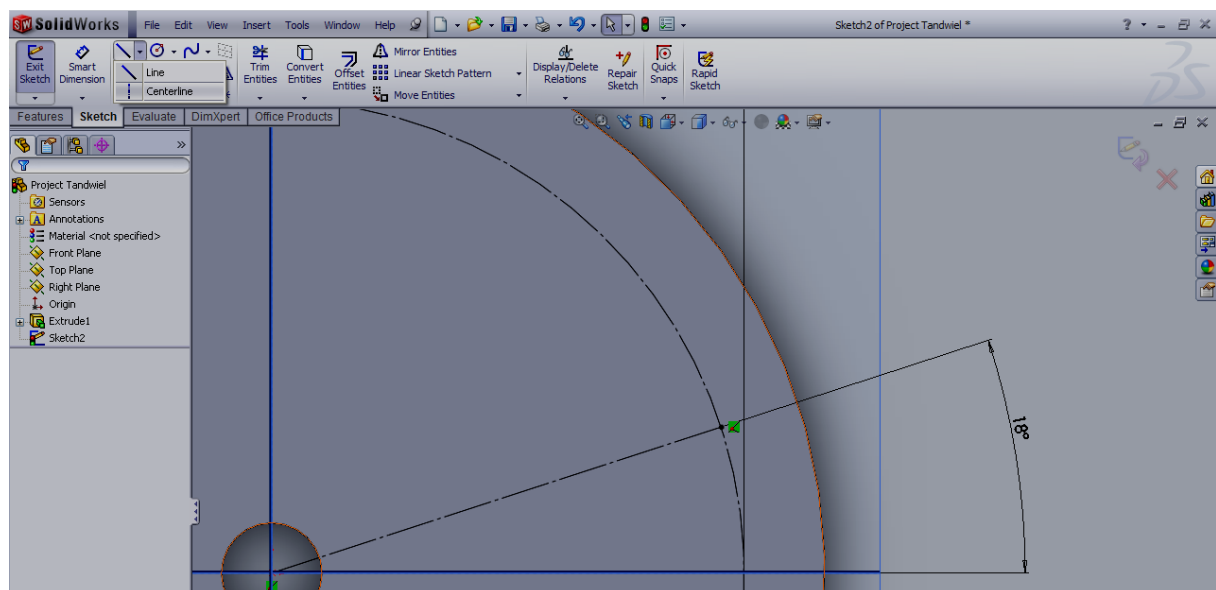 SolidWorks File Edit View Insert Tools Window Help Sketch2 of Project Tandwiel *
Exit Sketch
Smart Dimension
Line
Centerline
Trim Entities
Convert Entities
Offset Entities
Mirror Entities
Linear Sketch Pattern
Move Entities
Display/Delete Relations
Repair Sketch
Quick Snaps
Rapid Sketch
Features Sketch Evaluate DimXpert Office Products
Project Tandwiel
Sensors
Annotations
Material <not specified>
Front Plane
Top Plane
Right Plane
Origin
Extrude1
Sketch2
18°